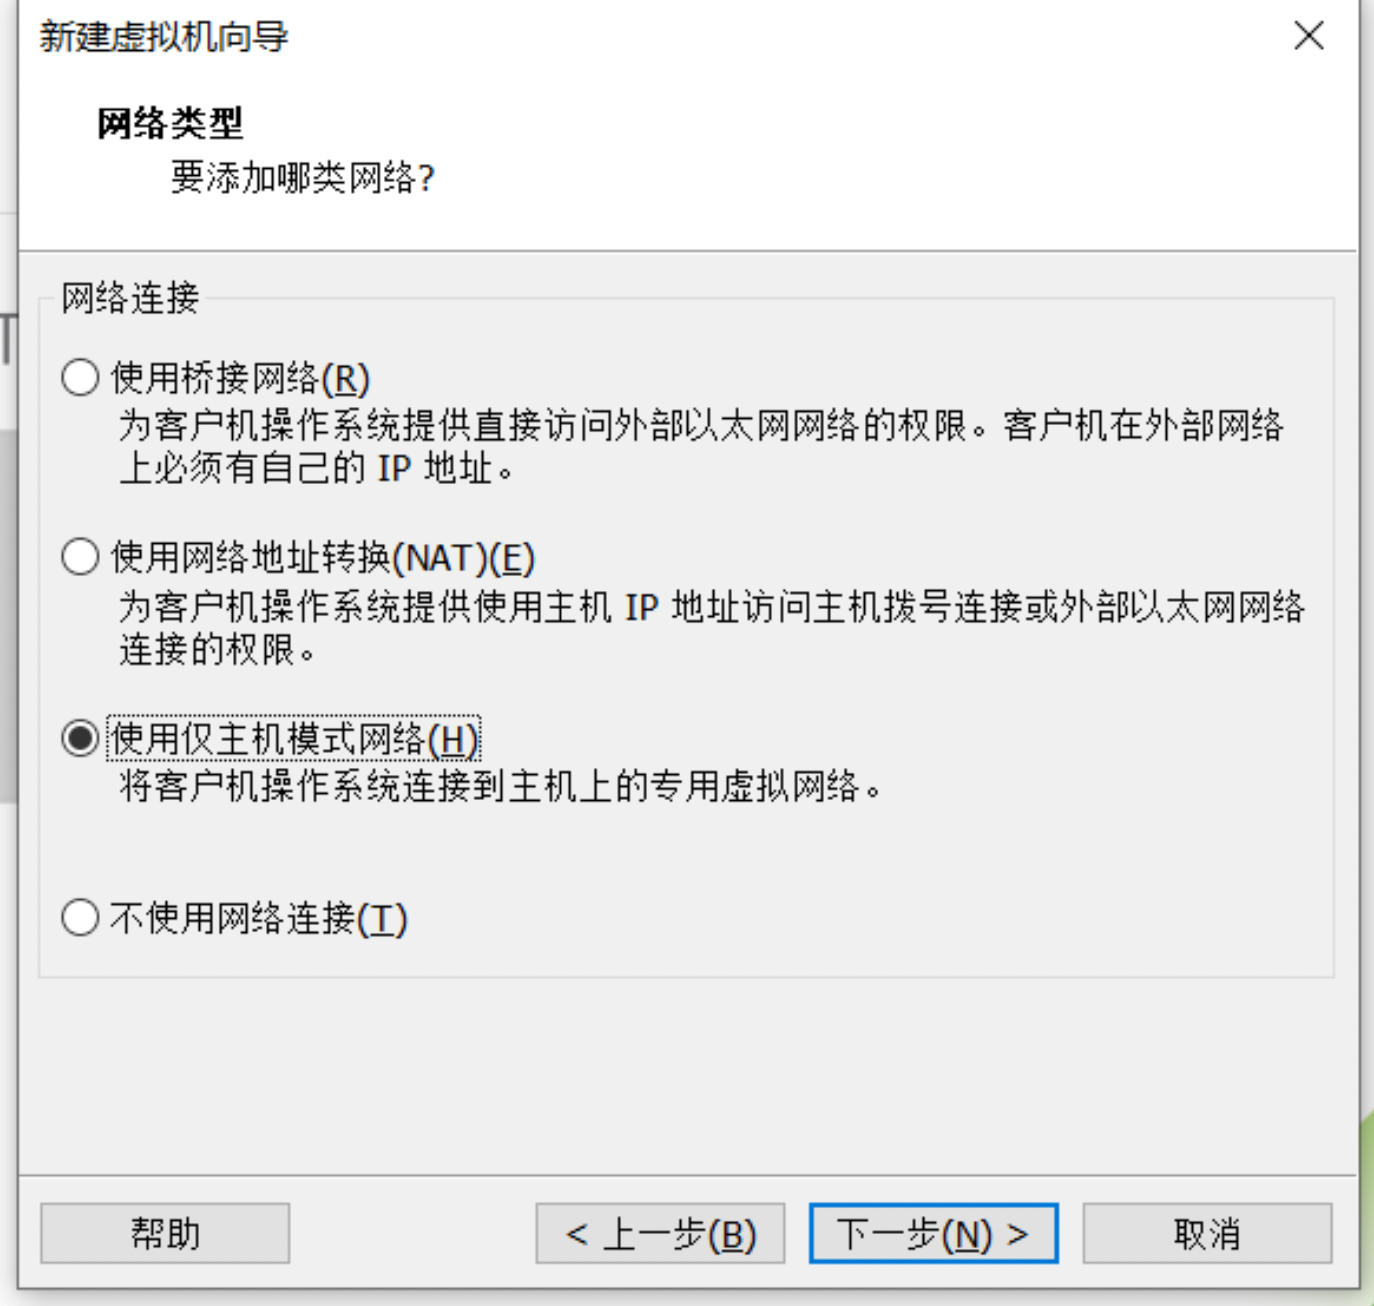 新建虚拟机向导
网络类型
要添加哪类网络?
网络连接
使用桥接网络(R)
为客户机操作系统提供直接访问外部以太网网络的权限。客户机在外部网络
上必须有自己的 IP 地址。
使用网络地址转换(NAT)(E)
为客户机操作系统提供使用主机 IP 地址访问主机拨号连接或外部以太网网络
连接的权限。
使用仅主机模式网络(H)
将客户机操作系统连接到主机上的专用虚拟网络。
不使用网络连接(T)
帮助
< 上一步(B)
下一步(N) >
取消